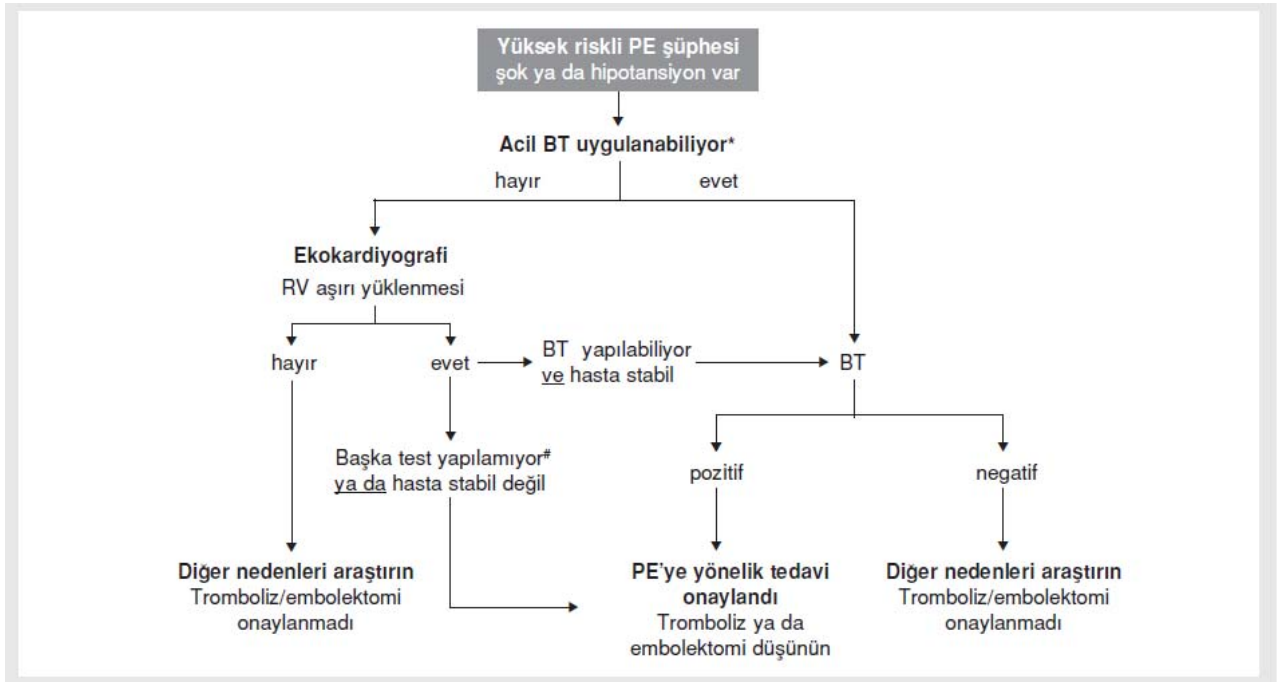 Yüksek riskli PE şüphesi
şok ya da hipotansiyon var
Acil BT uygulanabiliyor*
hayır
evet
Ekokardiyografi
RV aşırı yüklenmesi
hayır
evet
BT yapılabiliyor
ve hasta stabil
BT
Başka test yapılamıyor#
ya da hasta stabil değil
pozitif
negatif
Diğer nedenleri araştırın
Tromboliz/embolektomi
onaylanmadı
PE'ye yönelik tedavi
onaylandı
Tromboliz ya da
embolektomi düşünün
Diğer nedenleri araştırın
Tromboliz/embolektomi
onaylanmadı